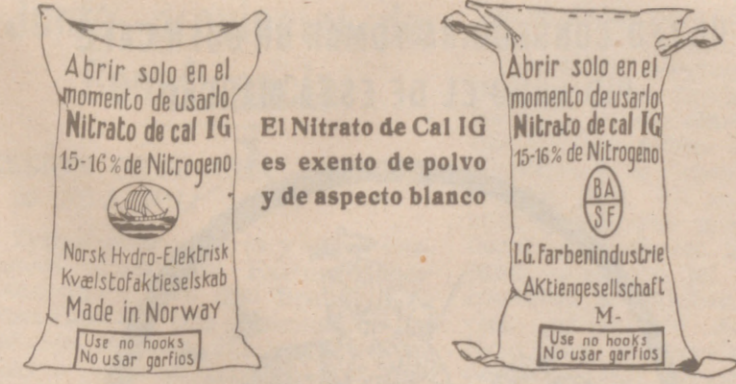 Abrir solo en el
momento de usarlo
Nitrato de cal IG
15-16% de Nitrogeno
Norsk Hydro-Elektrisk
Kvælstofaktieselskab
Made in Norway
Use no hooks
No usar garfios
El Nitrato de Cal IG
es exento de polvo
y de aspecto blanco
Abrir solo en el
momento de usarlo
Nitrato de cal IG
15-16% de Nitrogeno
BA
SF
I.G. Farbenindustrie
Aktiengesellschaft
M-
Use no hooks
No usar garfios